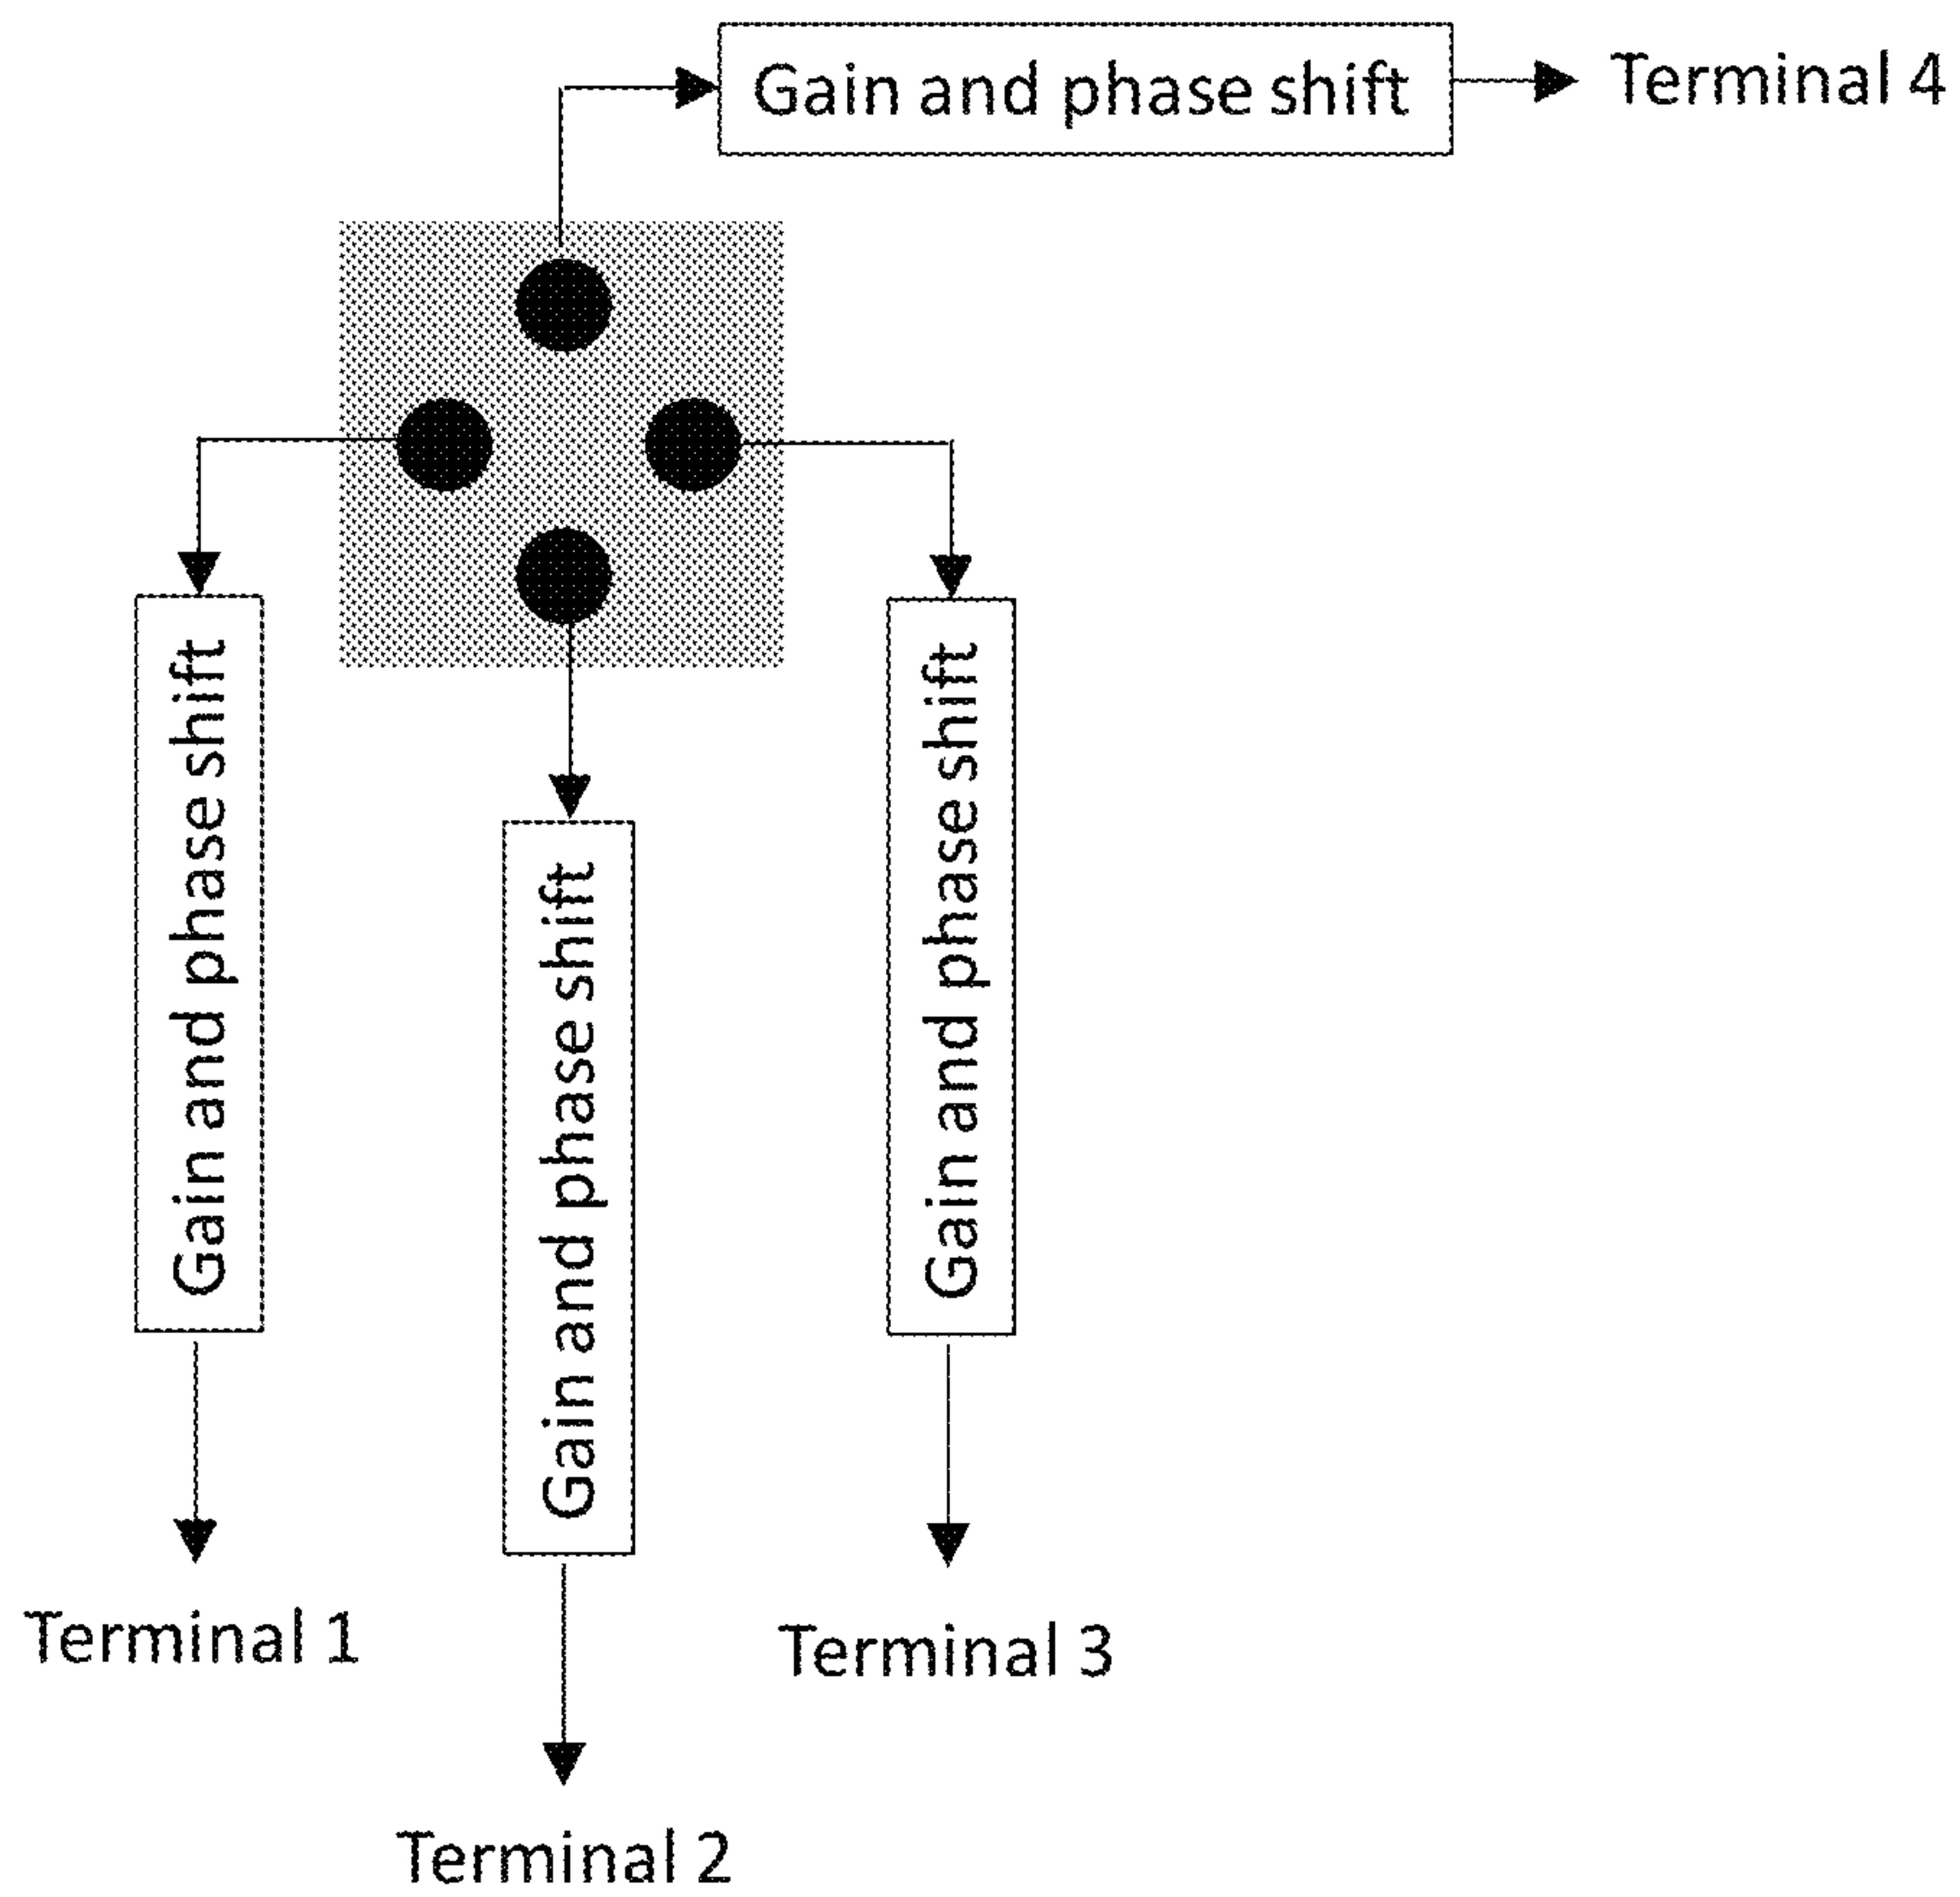 Gain and phase shift
Terminal 4
Gain and phase shift
Gain and phase shift
Gain and phase shift
Terminal 1
Terminal 3
Terminal 2